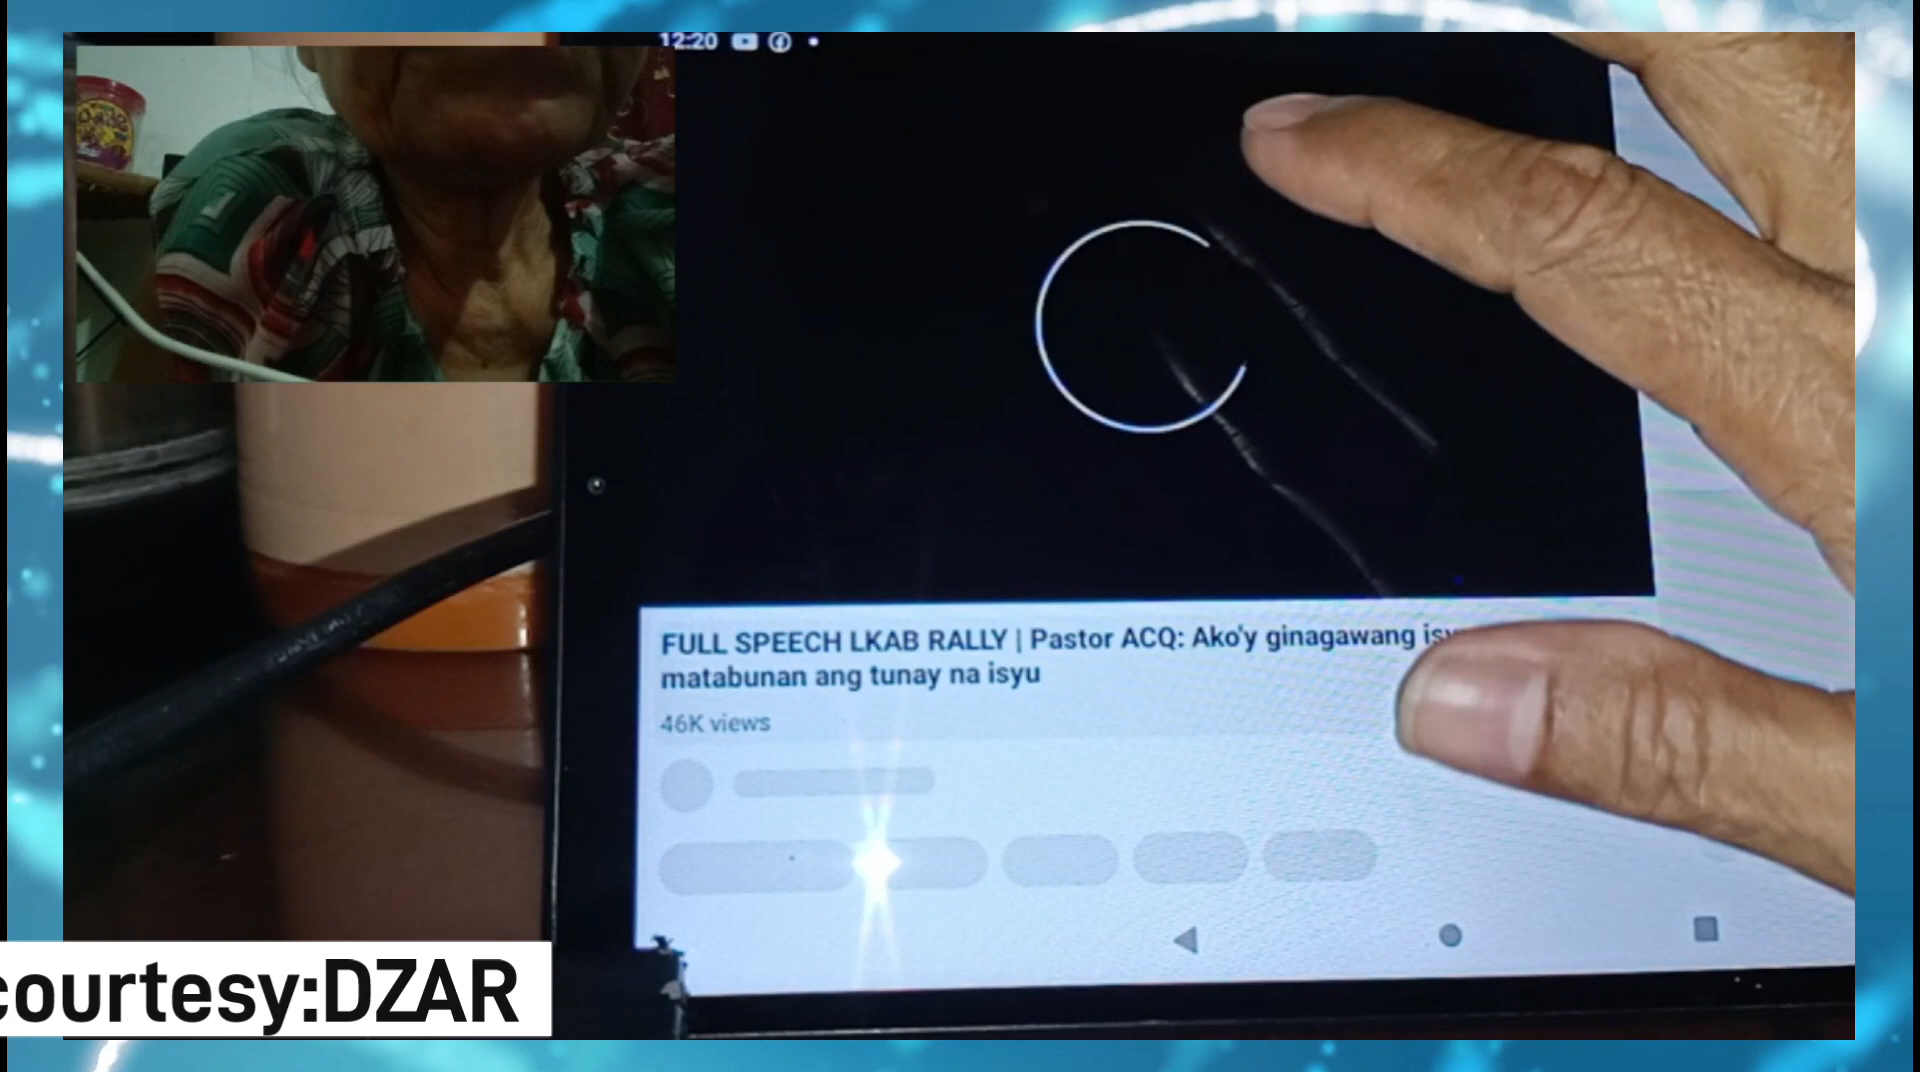 12:20
FULL SPEECH LKAB RALLY | Pastor ACQ: Ako'y ginagawang
matabunan ang tunay na isyu
46K views
courtesy:DZAR